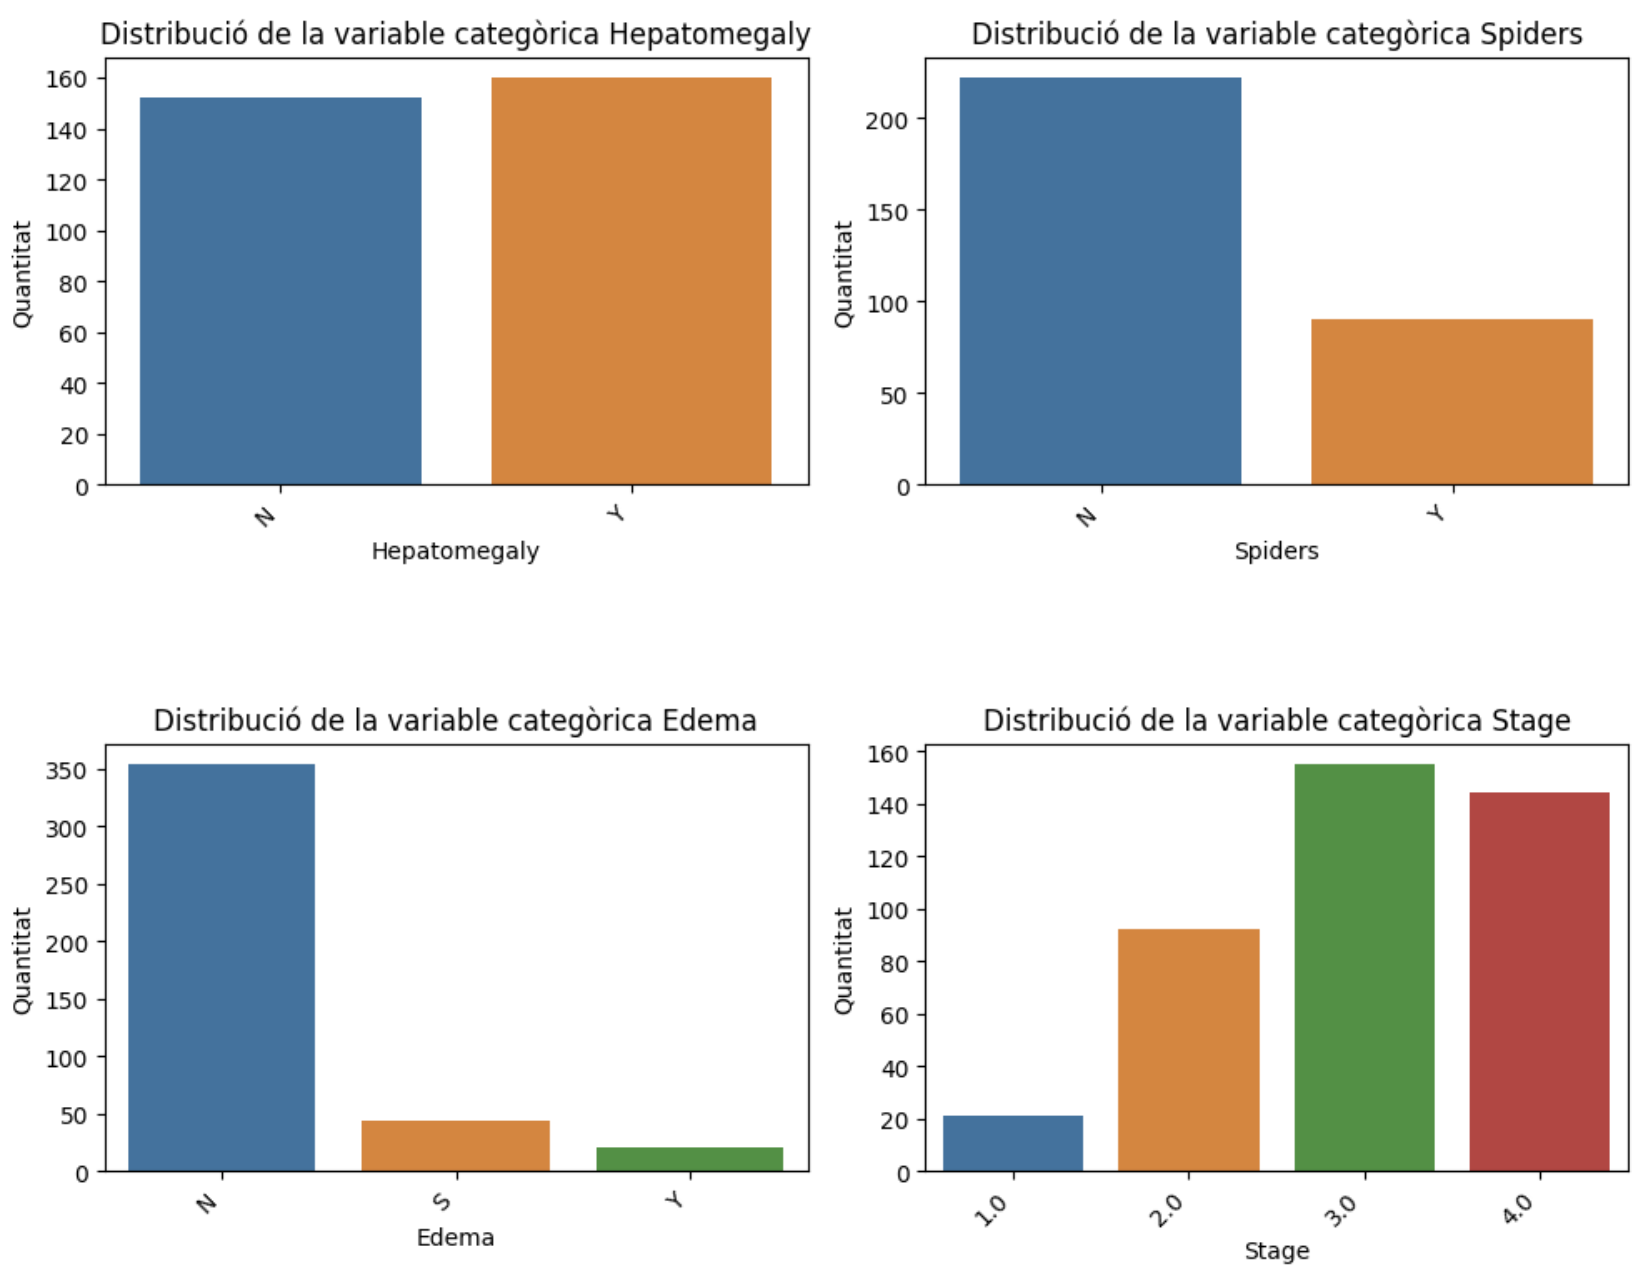 Distribució de la variable categòrica Hepatomegaly
160
140
120
100
80
60
40
20
0
Quantitat
N
Y
Hepatomegaly
Distribució de la variable categòrica Spiders
200
150
100
50
0
Quantitat
N
Y
Spiders
Distribució de la variable categòrica Edema
350
300
250
200
150
100
50
0
Quantitat
N
S
Y
Edema
Distribució de la variable categòrica Stage
160
140
120
100
80
60
40
20
0
Quantitat
1.0
2.0
3.0
4.0
Stage